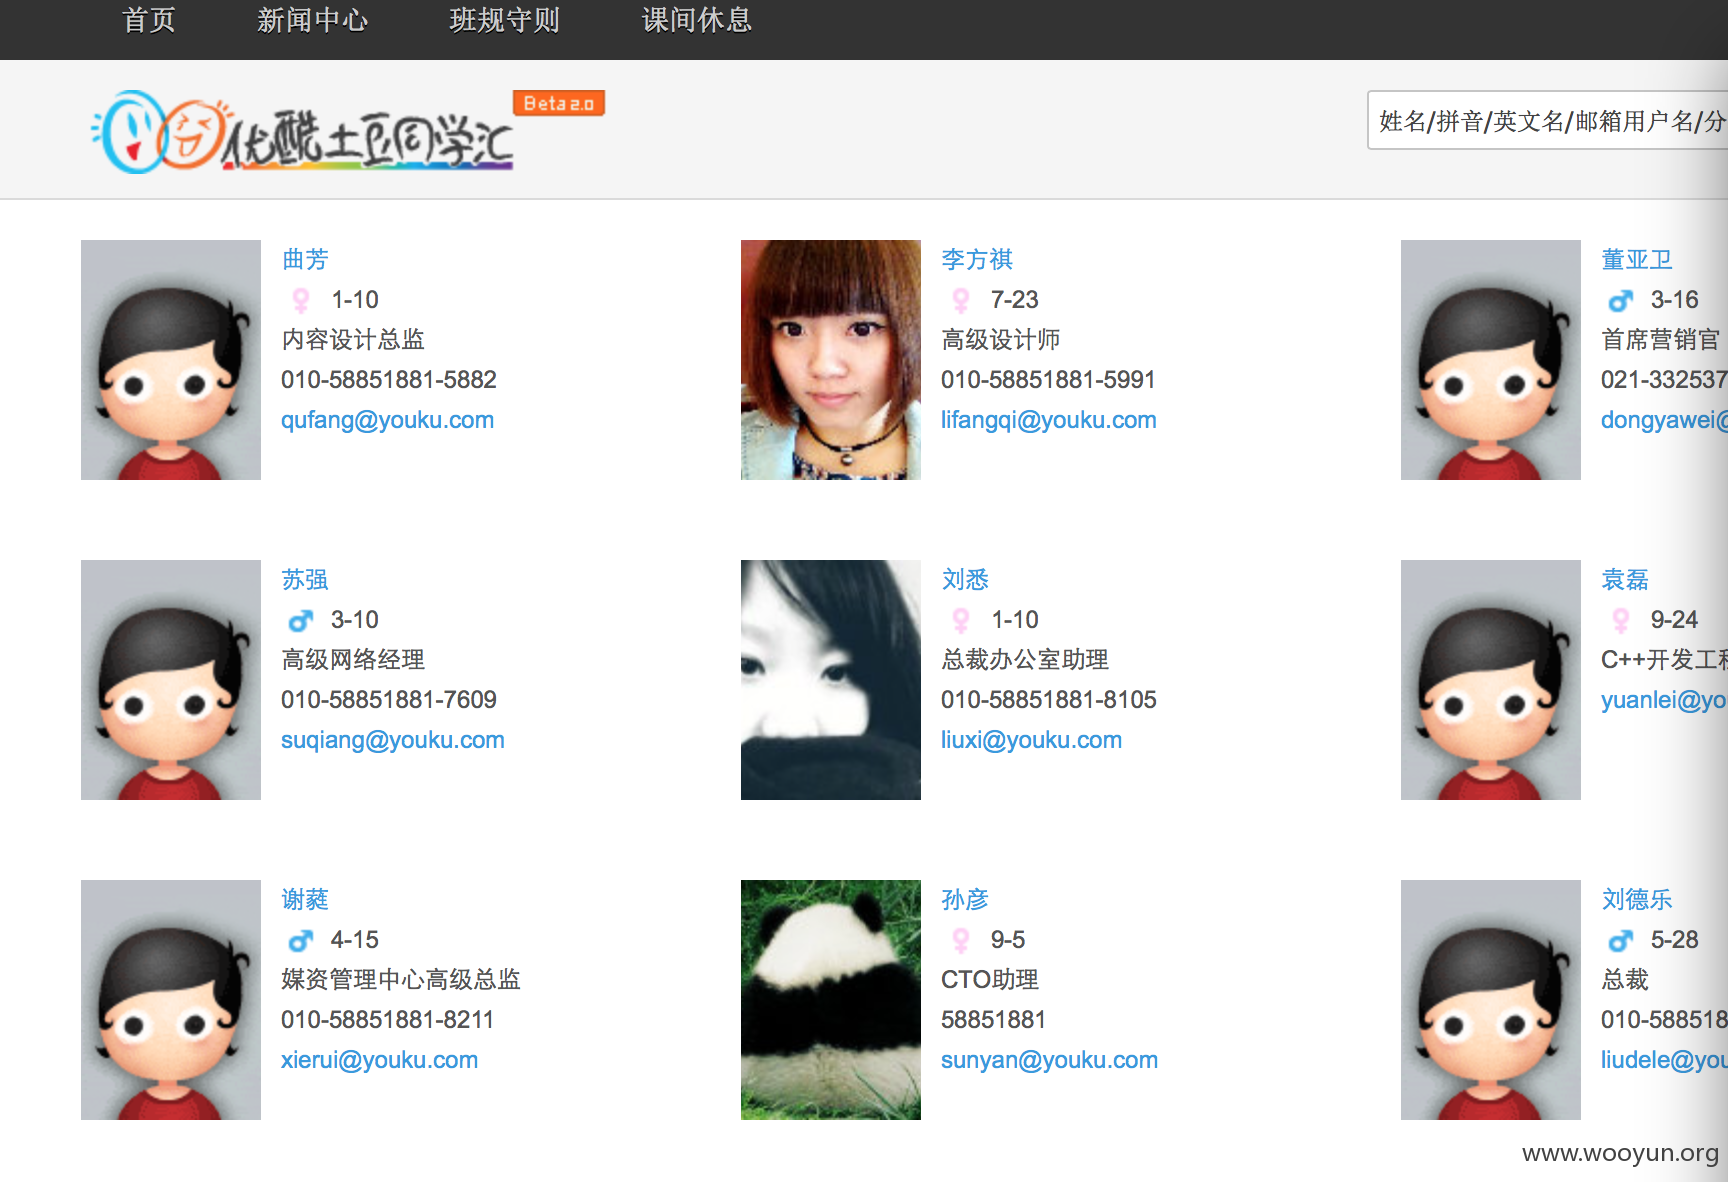 首页 新闻中心 班规守则 课间休息
优酷土豆同学汇 Beta 2.0
姓名/拼音/英文名/邮箱用户名/分
曲芳
1-10
内容设计总监
010-58851881-5882
qufang@youku.com
李方祺
7-23
高级设计师
010-58851881-5991
lifangqi@youku.com
董亚卫
3-16
首席营销官
021-332537
dongyawei@
苏强
3-10
高级网络经理
010-58851881-7609
suqiang@youku.com
刘悉
1-10
总裁办公室助理
010-58851881-8105
liuxi@youku.com
袁磊
9-24
C++开发工程
yuanlei@you
谢蕤
4-15
媒资管理中心高级总监
010-58851881-8211
xierui@youku.com
孙彦
9-5
CTO助理
58851881
sunyan@youku.com
刘德乐
5-28
总裁
010-588518
liudele@you
www.wooyun.org